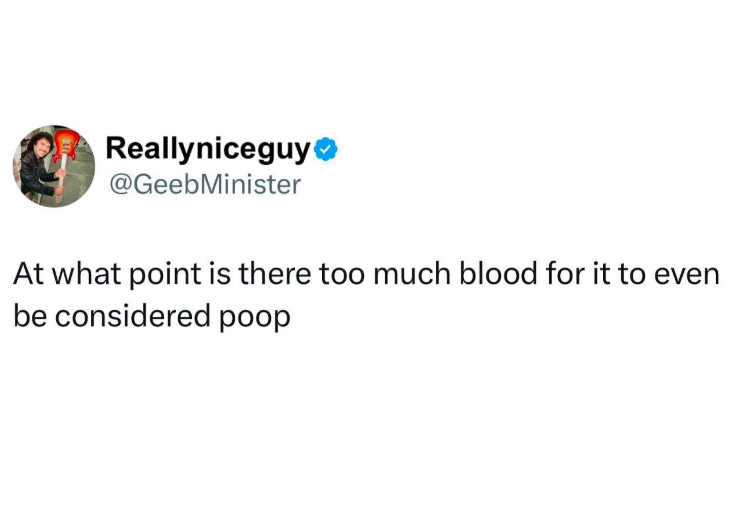 Reallyniceguy
@GeebMinister
At what point is there too much blood for it to even
be considered poop